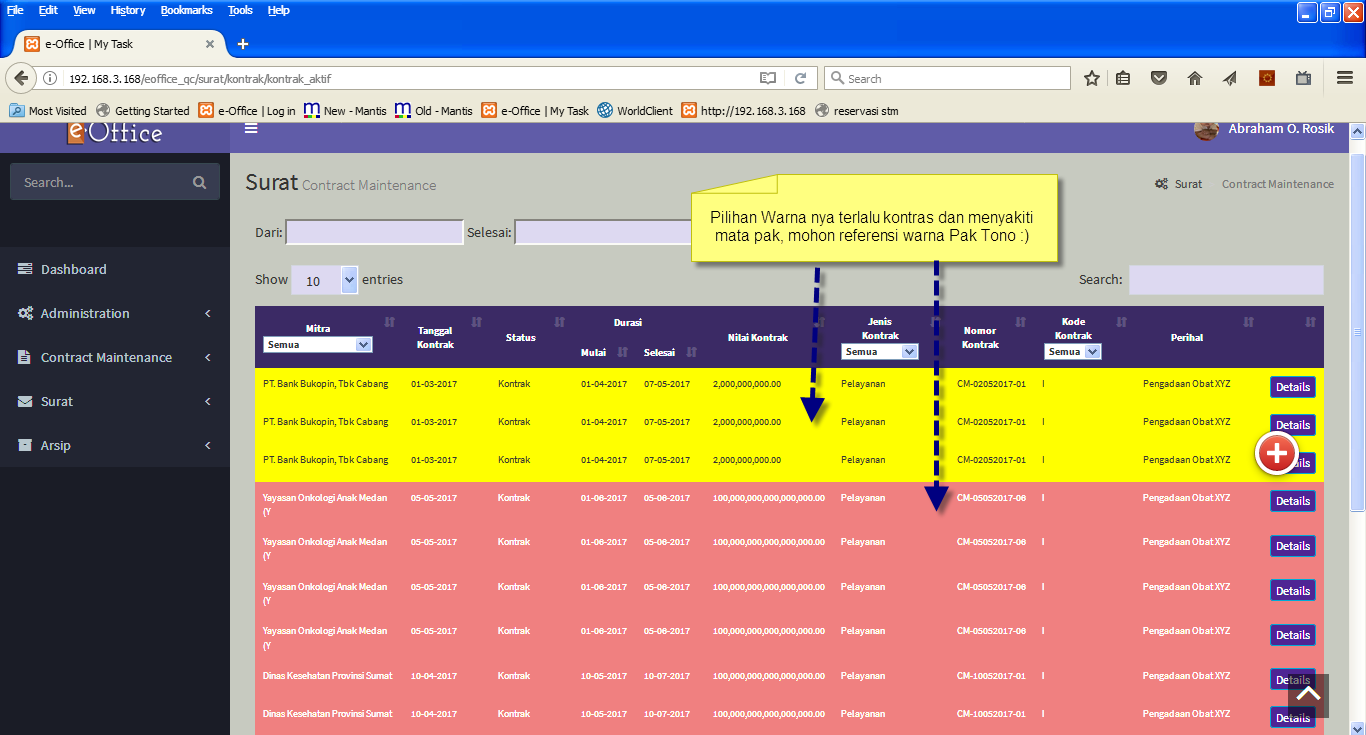 File Edit View History Bookmarks Tools Help
e-Office | My Task
192.168.3.168/eoffice_qc/surat/kontrak/kontrak_aktif
Search
Most Visited Getting Started e-Office | Log in New - Mantis Old - Mantis e-Office | My Task WorldClient http://192.168.3.168 reservasi stm
e-Office
Abraham O. Rosik
Search...
Surat Contract Maintenance
Surat Contract Maintenance
Pilihan Warna nya terlalu kontras dan menyakiti
mata pak, mohon referensi warna Pak Tono :)
Dari: Selesai:
Dashboard
Administration
Contract Maintenance
Surat
Arsip
Show 10 entries
Search:
Mitra
Semua
Tanggal
Kontrak
Status
Durasi
Mulai Selesai
Nilai Kontrak
Jenis
Kontrak
Semua
Nomor
Kontrak
Kode
Kontrak
Semua
Perihal
PT. Bank Bukopin, Tbk Cabang 01-03-2017 Kontrak 01-04-2017 07-05-2017 2,000,000,000.00 Pelayanan CM-02052017-01 I Pengadaan Obat XYZ Details
PT. Bank Bukopin, Tbk Cabang 01-03-2017 Kontrak 01-04-2017 07-05-2017 2,000,000,000.00 Pelayanan CM-02052017-01 I Pengadaan Obat XYZ Details
PT. Bank Bukopin, Tbk Cabang 01-03-2017 Kontrak 01-04-2017 07-05-2017 2,000,000,000.00 Pelayanan CM-02052017-01 I Pengadaan Obat XYZ ils
Yayasan Onkologi Anak Medan 05-05-2017 Kontrak 01-06-2017 05-06-2017 100,000,000,000,000,000.00 Pelayanan CM-05052017-06 I Pengadaan Obat XYZ Details
(Y
Yayasan Onkologi Anak Medan 05-05-2017 Kontrak 01-06-2017 05-06-2017 100,000,000,000,000,000.00 Pelayanan CM-05052017-06 I Pengadaan Obat XYZ Details
(Y
Yayasan Onkologi Anak Medan 05-05-2017 Kontrak 01-06-2017 05-06-2017 100,000,000,000,000,000.00 Pelayanan CM-05052017-06 I Pengadaan Obat XYZ Details
(Y
Yayasan Onkologi Anak Medan 05-05-2017 Kontrak 01-06-2017 05-06-2017 100,000,000,000,000,000.00 Pelayanan CM-05052017-06 I Pengadaan Obat XYZ Details
(Y
Dinas Kesehatan Provinsi Sumat 10-04-2017 Kontrak 10-05-2017 10-07-2017 100,000,000,000,000,000.00 Pelayanan CM-10052017-01 I Pengadaan Obat XYZ Details
Dinas Kesehatan Provinsi Sumat 10-04-2017 Kontrak 10-05-2017 10-07-2017 100,000,000,000,000,000.00 Pelayanan CM-10052017-01 I Pengadaan Obat XYZ Details